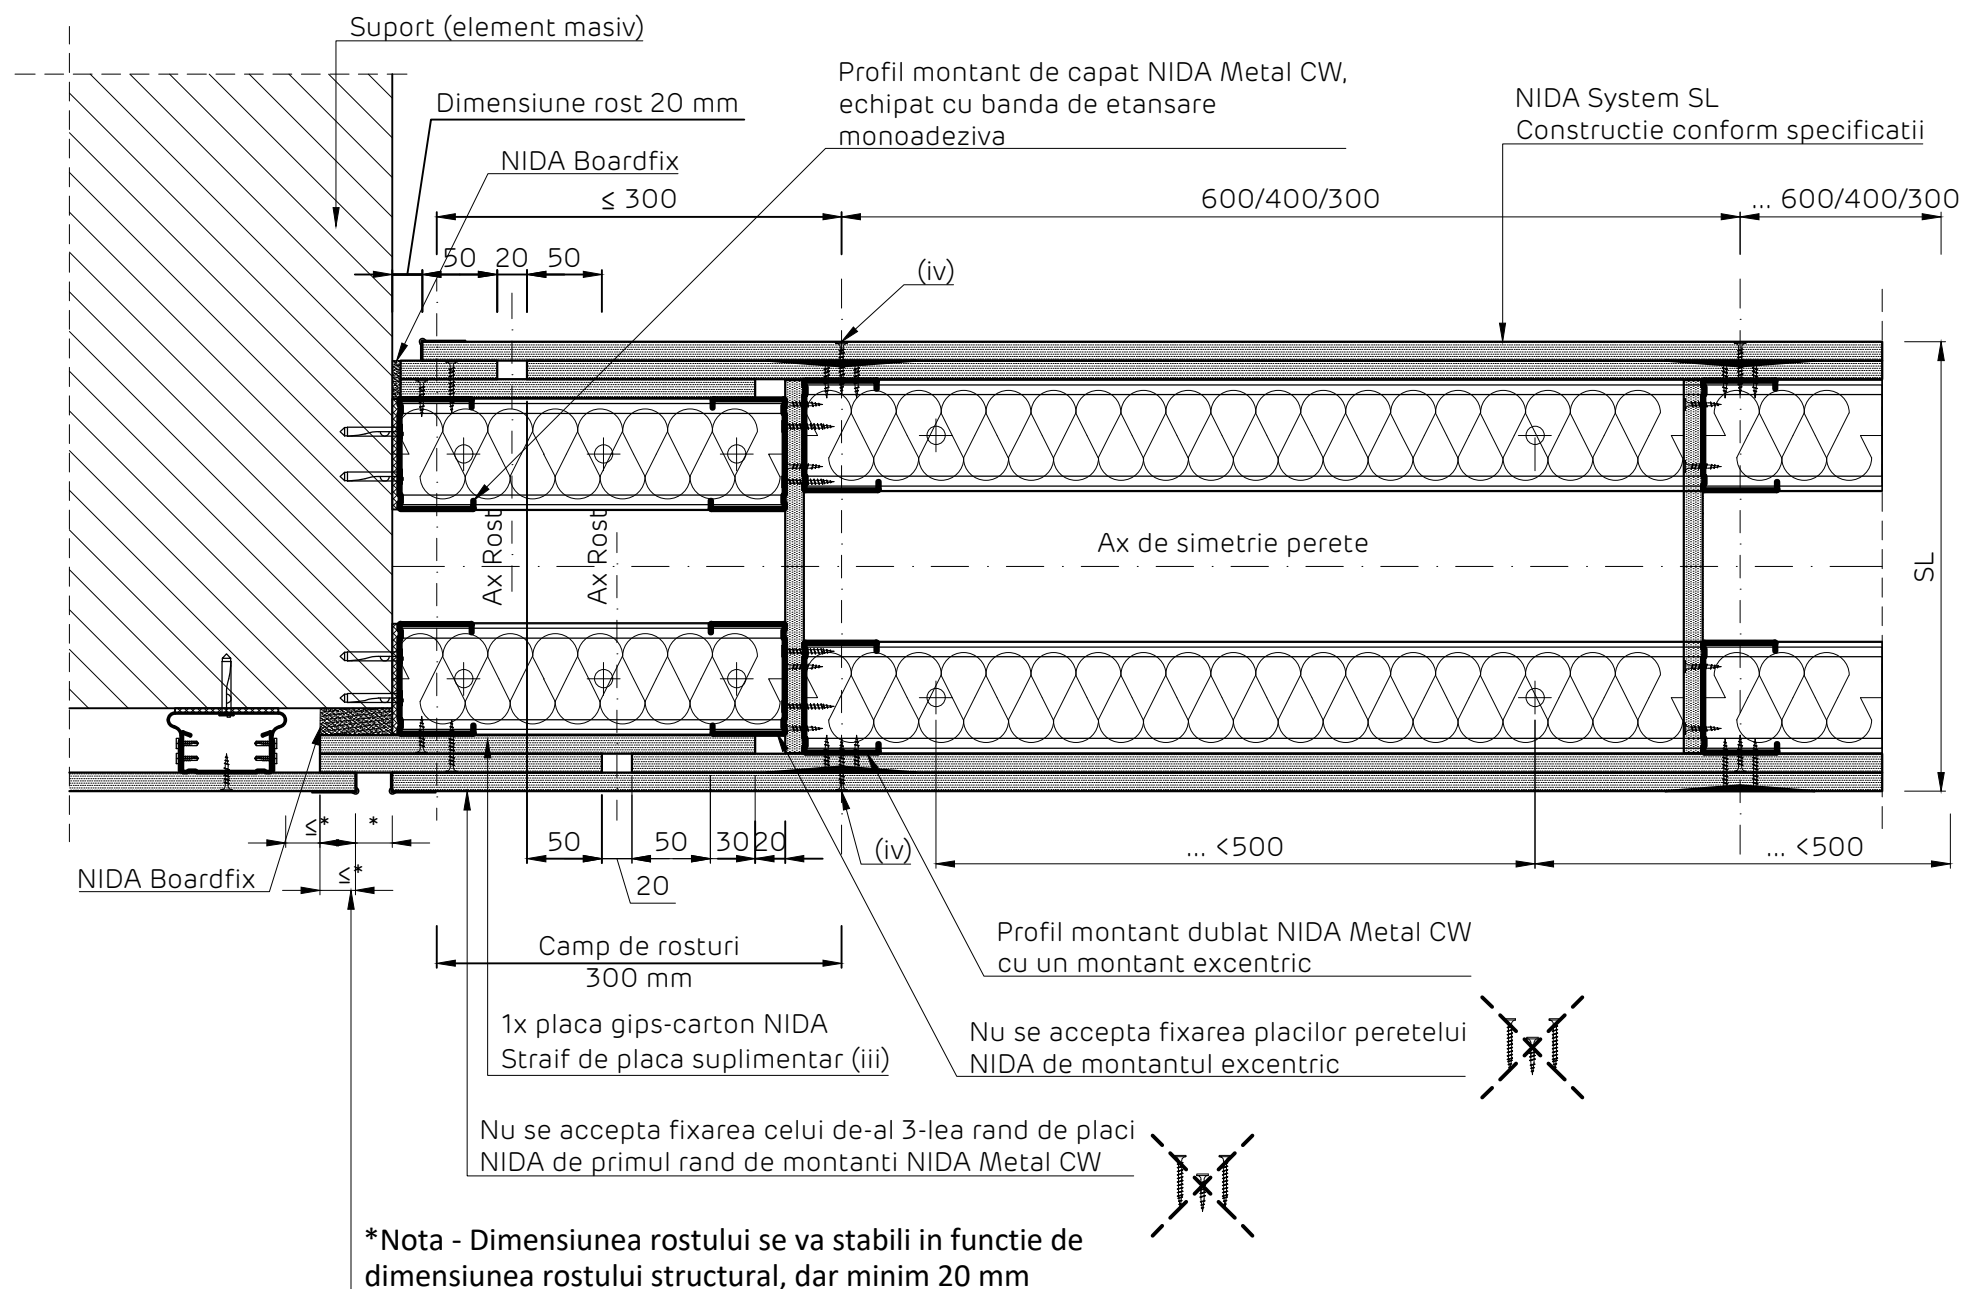 Suport (element masiv)
Profil montant de capat NIDA Metal CW,
echipat cu banda de etansare
monoadeziva
Dimensiune rost 20 mm
NIDA System SL
Constructie conform specificatii
NIDA Boardfix
≤ 300
600/400/300
... 600/400/300
50
20
50
(iv)
Ax Rost
Ax Rost
Ax de simetrie perete
SL
≤*
*
50
50
30
20
(iv)
... <500
... <500
NIDA Boardfix
≤*
20
Camp de rosturi
300 mm
Profil montant dublat NIDA Metal CW
cu un montant excentric
1x placa gips-carton NIDA
Straif de placa suplimentar (iii)
Nu se accepta fixarea placilor peretelui
NIDA de montantul excentric
Nu se accepta fixarea celui de-al 3-lea rand de placi
NIDA de primul rand de montanti NIDA Metal CW
*Nota - Dimensiunea rostului se va stabili in functie de
dimensiunea rostului structural, dar minim 20 mm